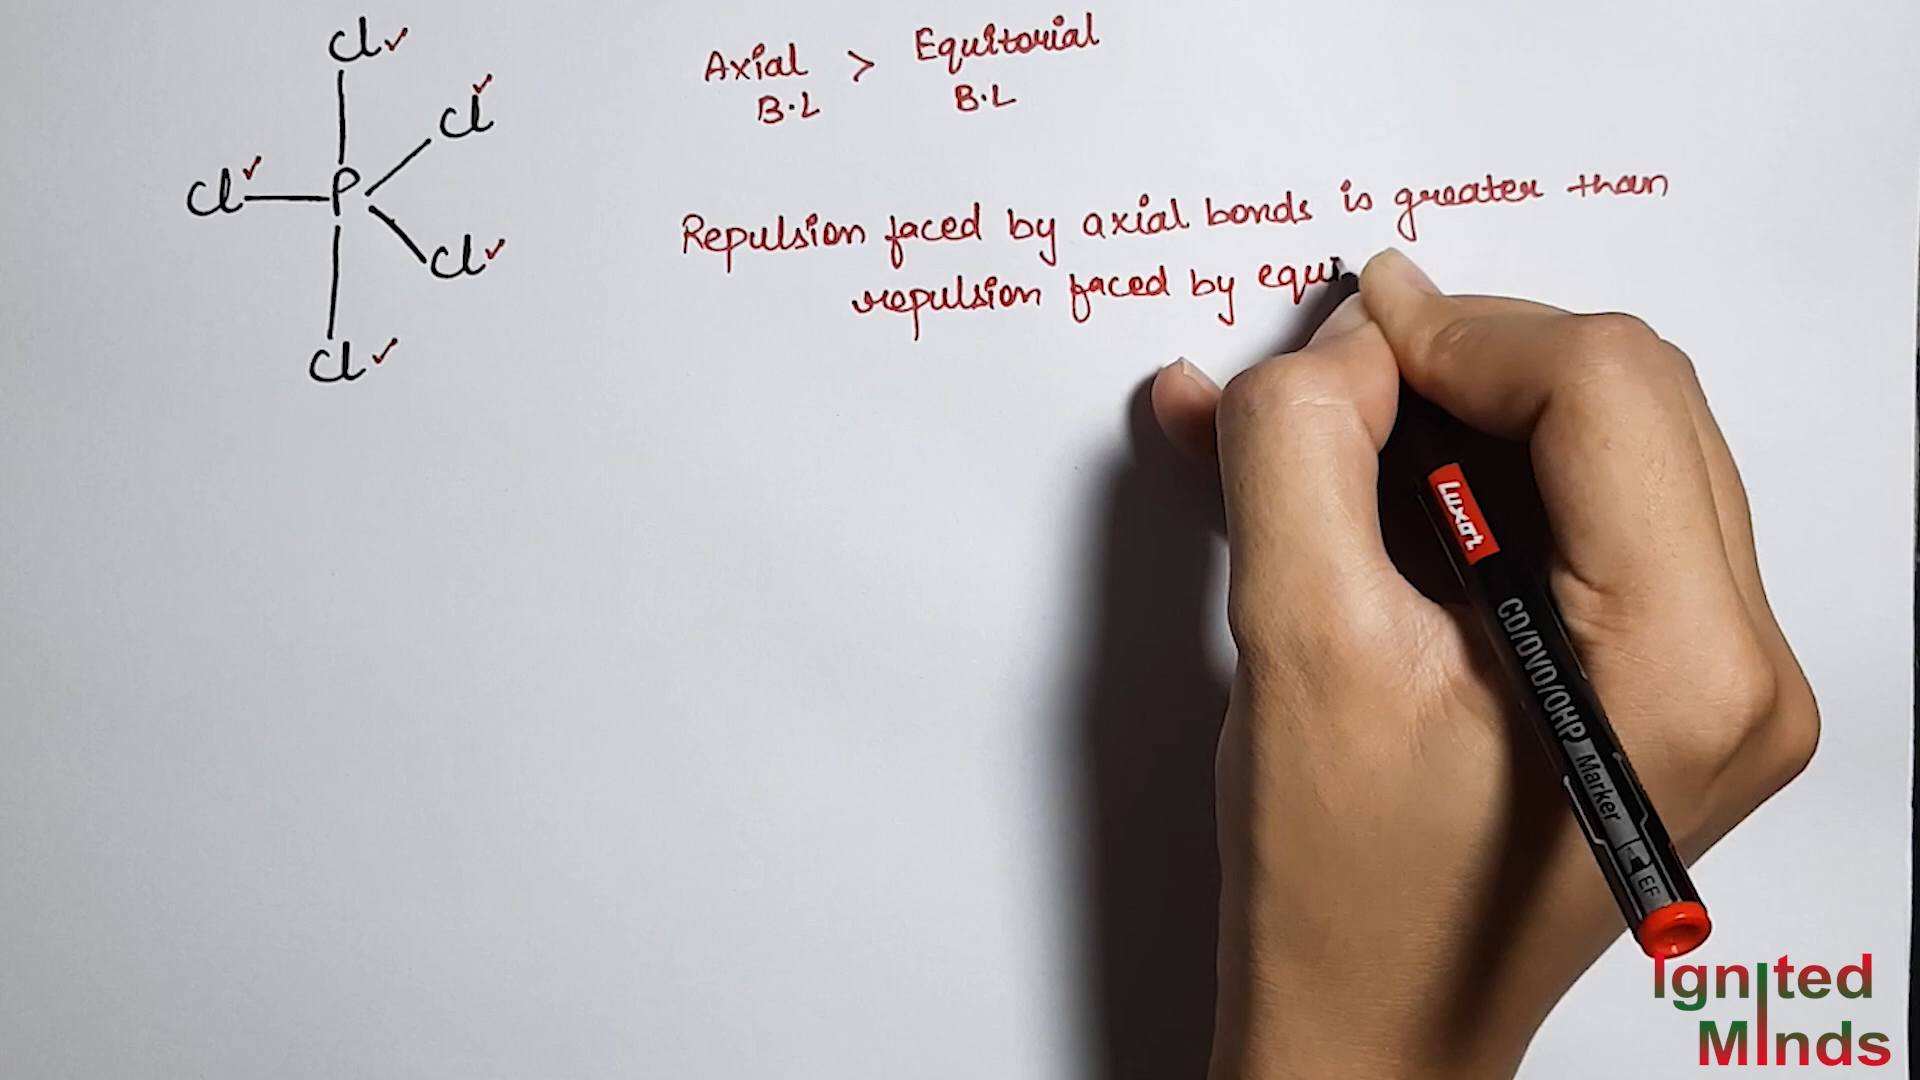 Cl✓
Cl✓
Cl✓ P
Cl✓
Cl✓
Axial > Equitorial
B.L B.L
Repulsion faced by axial bonds is greater than
repulsion faced by equi
Luxor
CD/DVD/OHP Marker
EF
Ignited
Minds